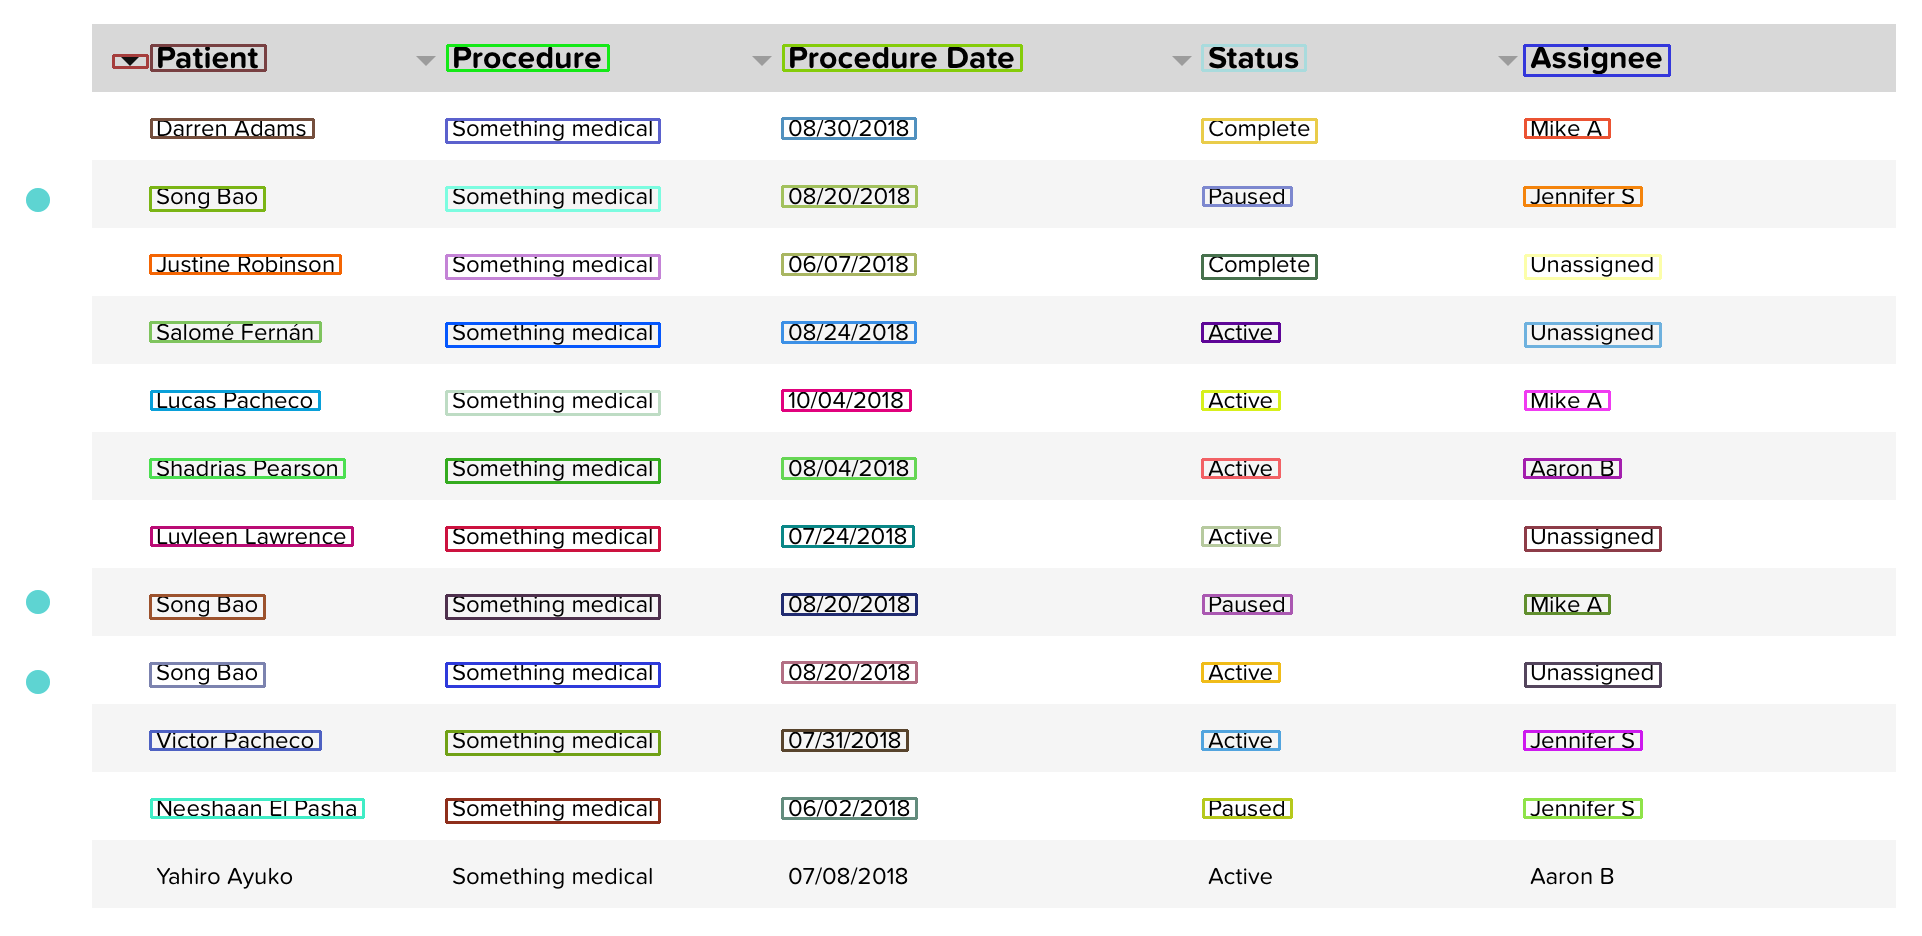 Patient Procedure Procedure Date Status Assignee
Darren Adams Something medical 08/30/2018 Complete Mike A
Song Bao Something medical 08/20/2018 Paused Jennifer S
Justine Robinson Something medical 06/07/2018 Complete Unassigned
Salomé Fernán Something medical 08/24/2018 Active Unassigned
Lucas Pacheco Something medical 10/04/2018 Active Mike A
Shadrias Pearson Something medical 08/04/2018 Active Aaron B
Luvleen Lawrence Something medical 07/24/2018 Active Unassigned
Song Bao Something medical 08/20/2018 Paused Mike A
Song Bao Something medical 08/20/2018 Active Unassigned
Victor Pacheco Something medical 07/31/2018 Active Jennifer S
Neeshaan El Pasha Something medical 06/02/2018 Paused Jennifer S
Yahiro Ayuko Something medical 07/08/2018 Active Aaron B